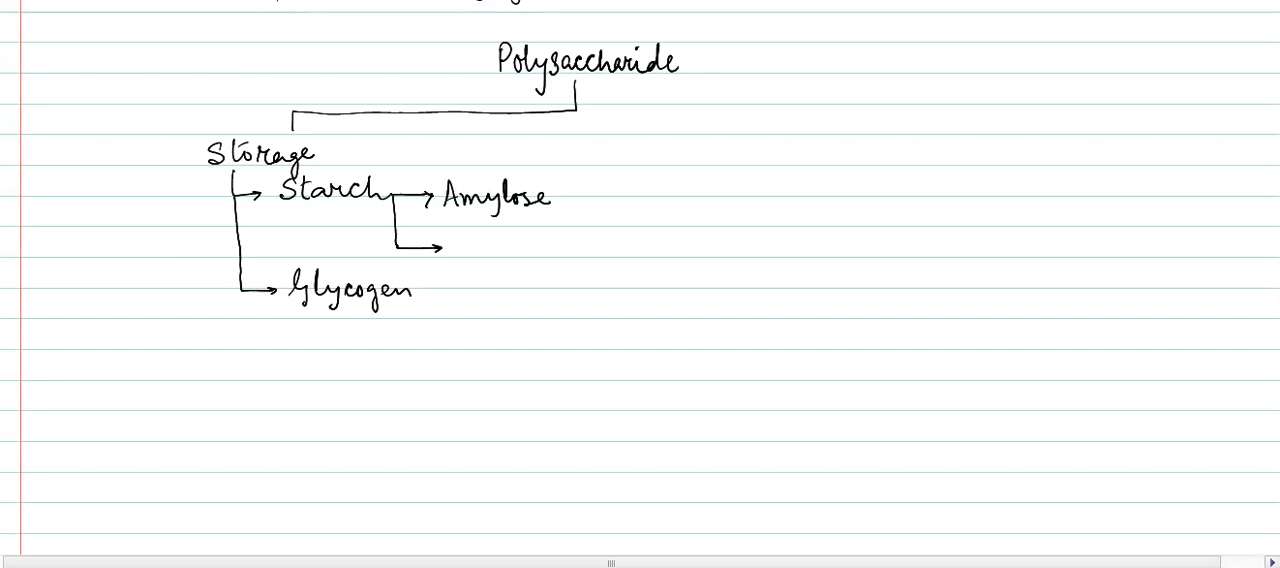 Polysaccharide
Storage
Starch → Amylose
Glycogen